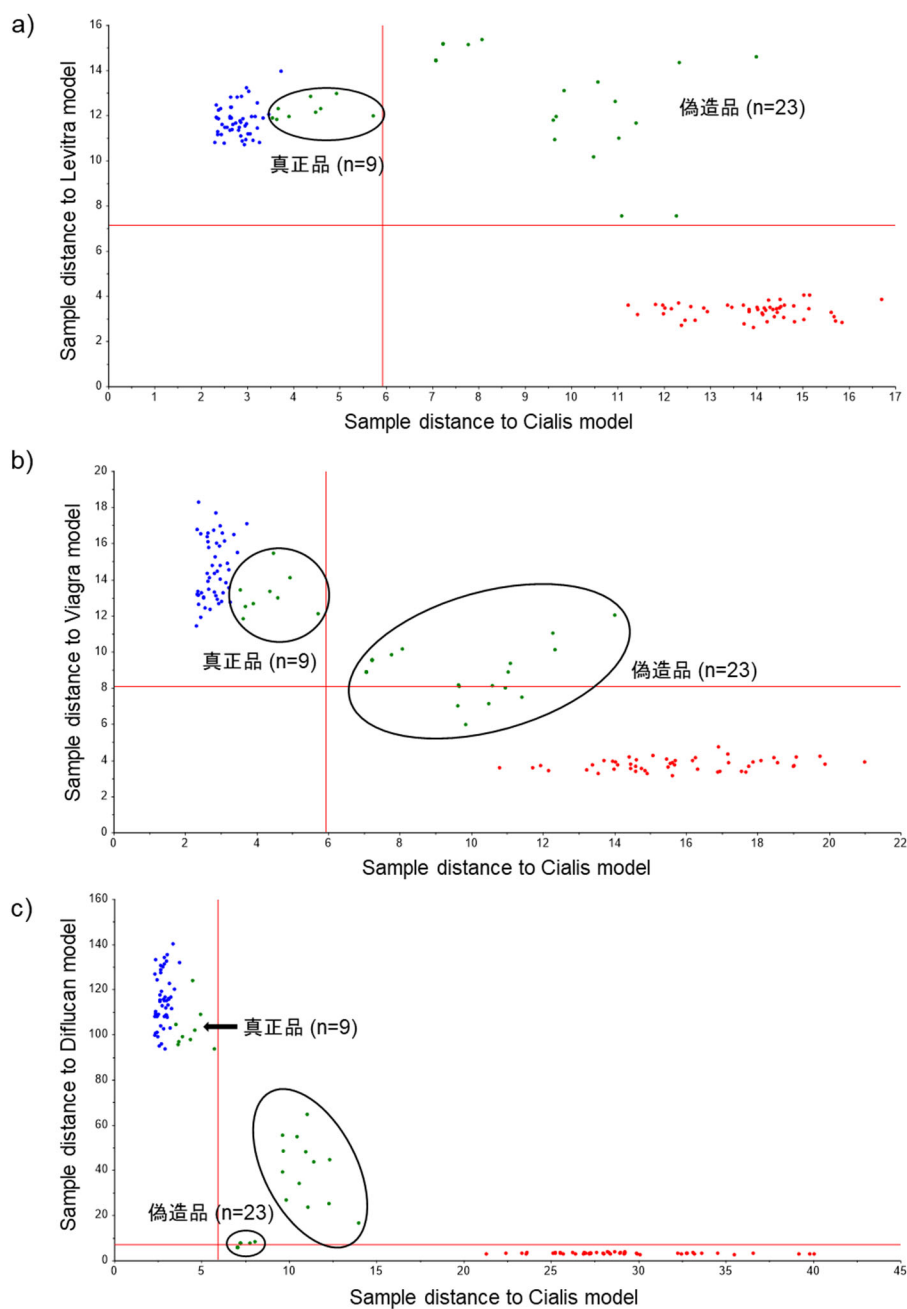 a)
16
14
12
10
8
6
4
2
0
Sample distance to Levitra model
真正品 (n=9)
偽造品 (n=23)
0 1 2 3 4 5 6 7 8 9 10 11 12 13 14 15 16 17
Sample distance to Cialis model
b)
20
18
16
14
12
10
8
6
4
2
0
Sample distance to Viagra model
真正品 (n=9)
偽造品 (n=23)
0 2 4 6 8 10 12 14 16 18 20 22
Sample distance to Cialis model
c)
160
140
120
100
80
60
40
20
0
Sample distance to Diflucan model
真正品 (n=9)
偽造品 (n=23)
0 5 10 15 20 25 30 35 40 45
Sample distance to Cialis model